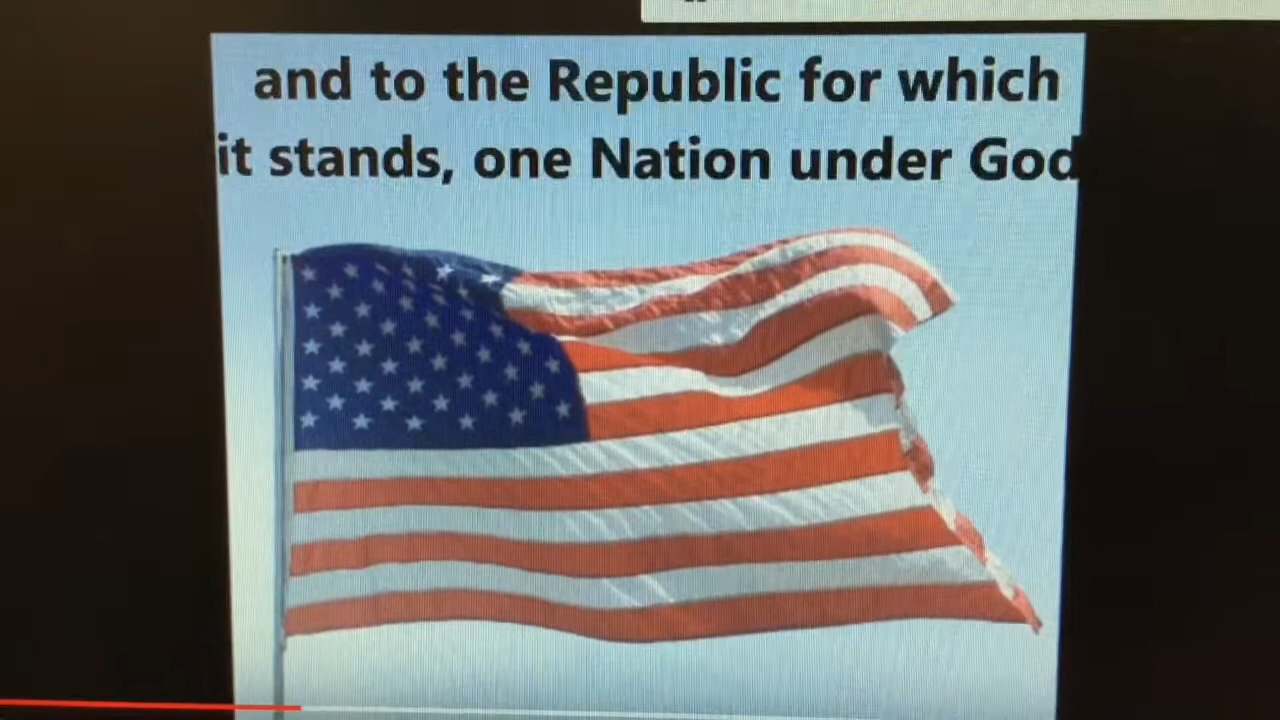 and to the Republic for which
it stands, one Nation under God